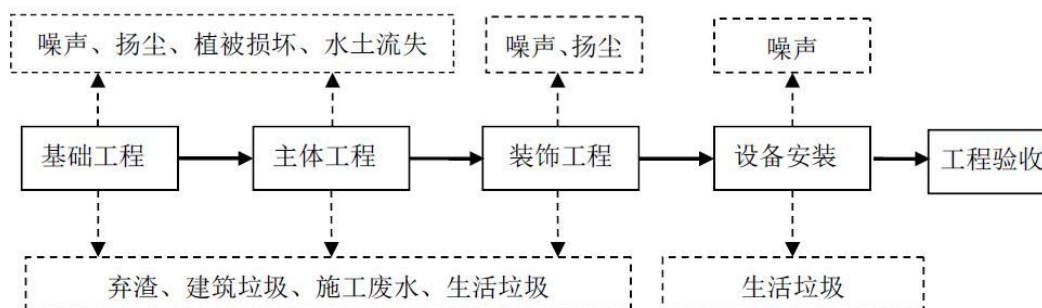 噪声、扬尘、植被损坏、水土流失
噪声、扬尘
噪声
基础工程
主体工程
装饰工程
设备安装
工程验收
弃渣、建筑垃圾、施工废水、生活垃圾
生活垃圾